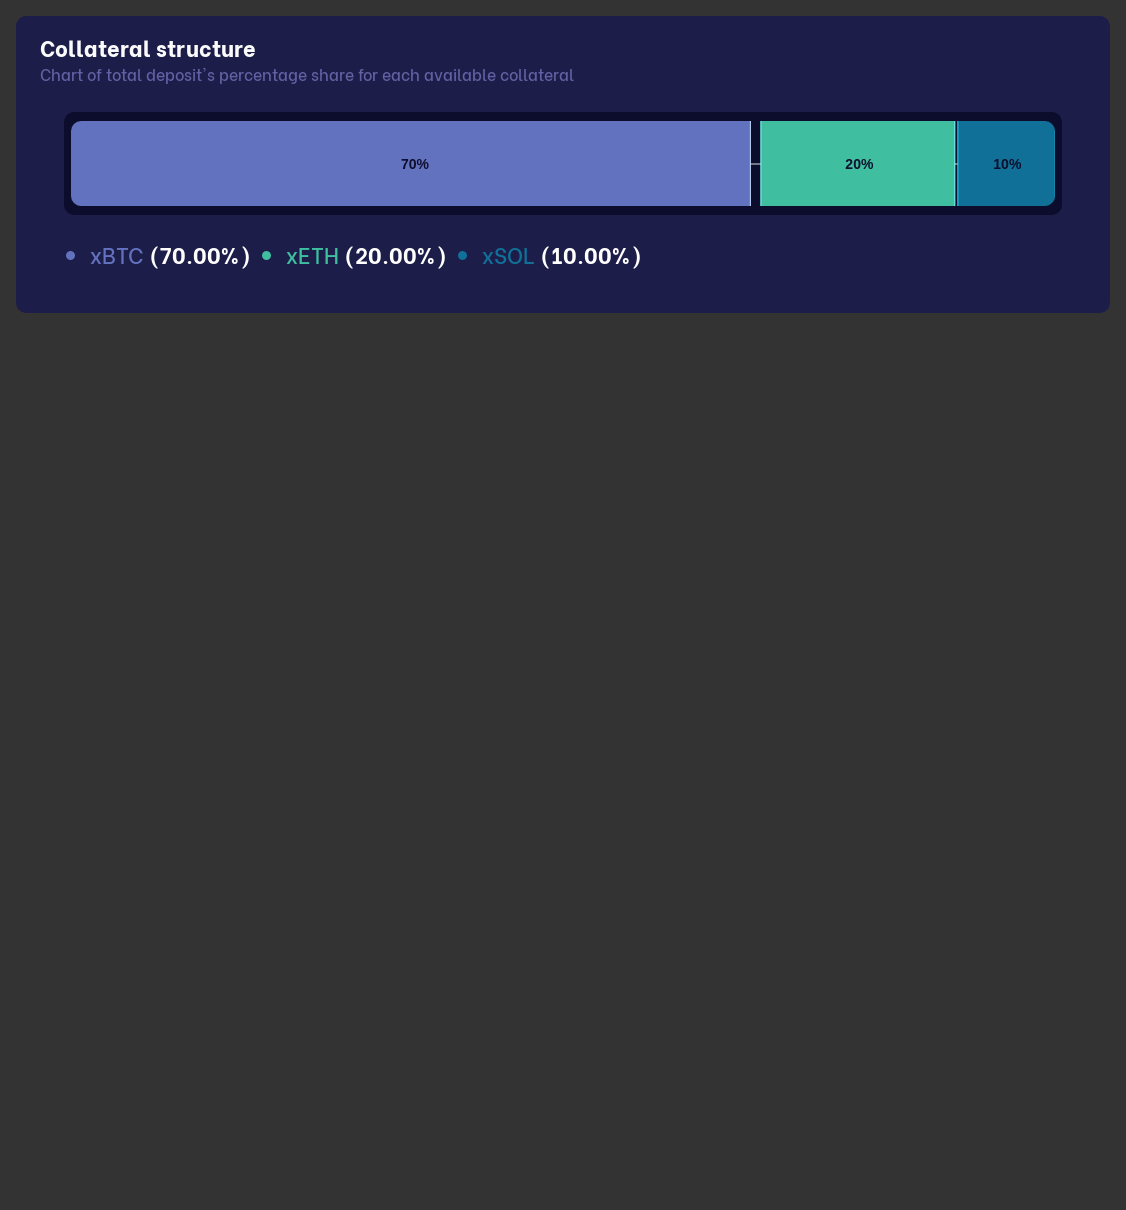 Collateral structure
Chart of total deposit's percentage share for each available collateral
70% 20% 10%
xBTC (70.00%) xETH (20.00%) xSOL (10.00%)